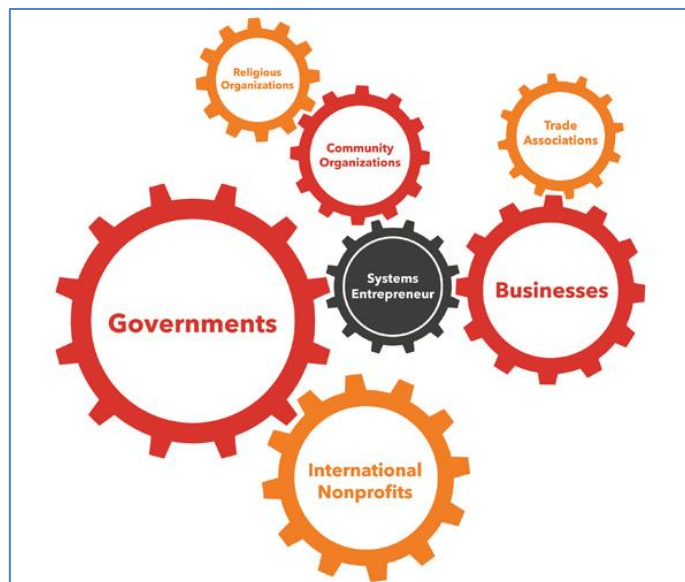 Religious
Organizations
Community
Organizations
Trade
Associations
Systems
Entrepreneur
Businesses
Governments
International
Nonprofits